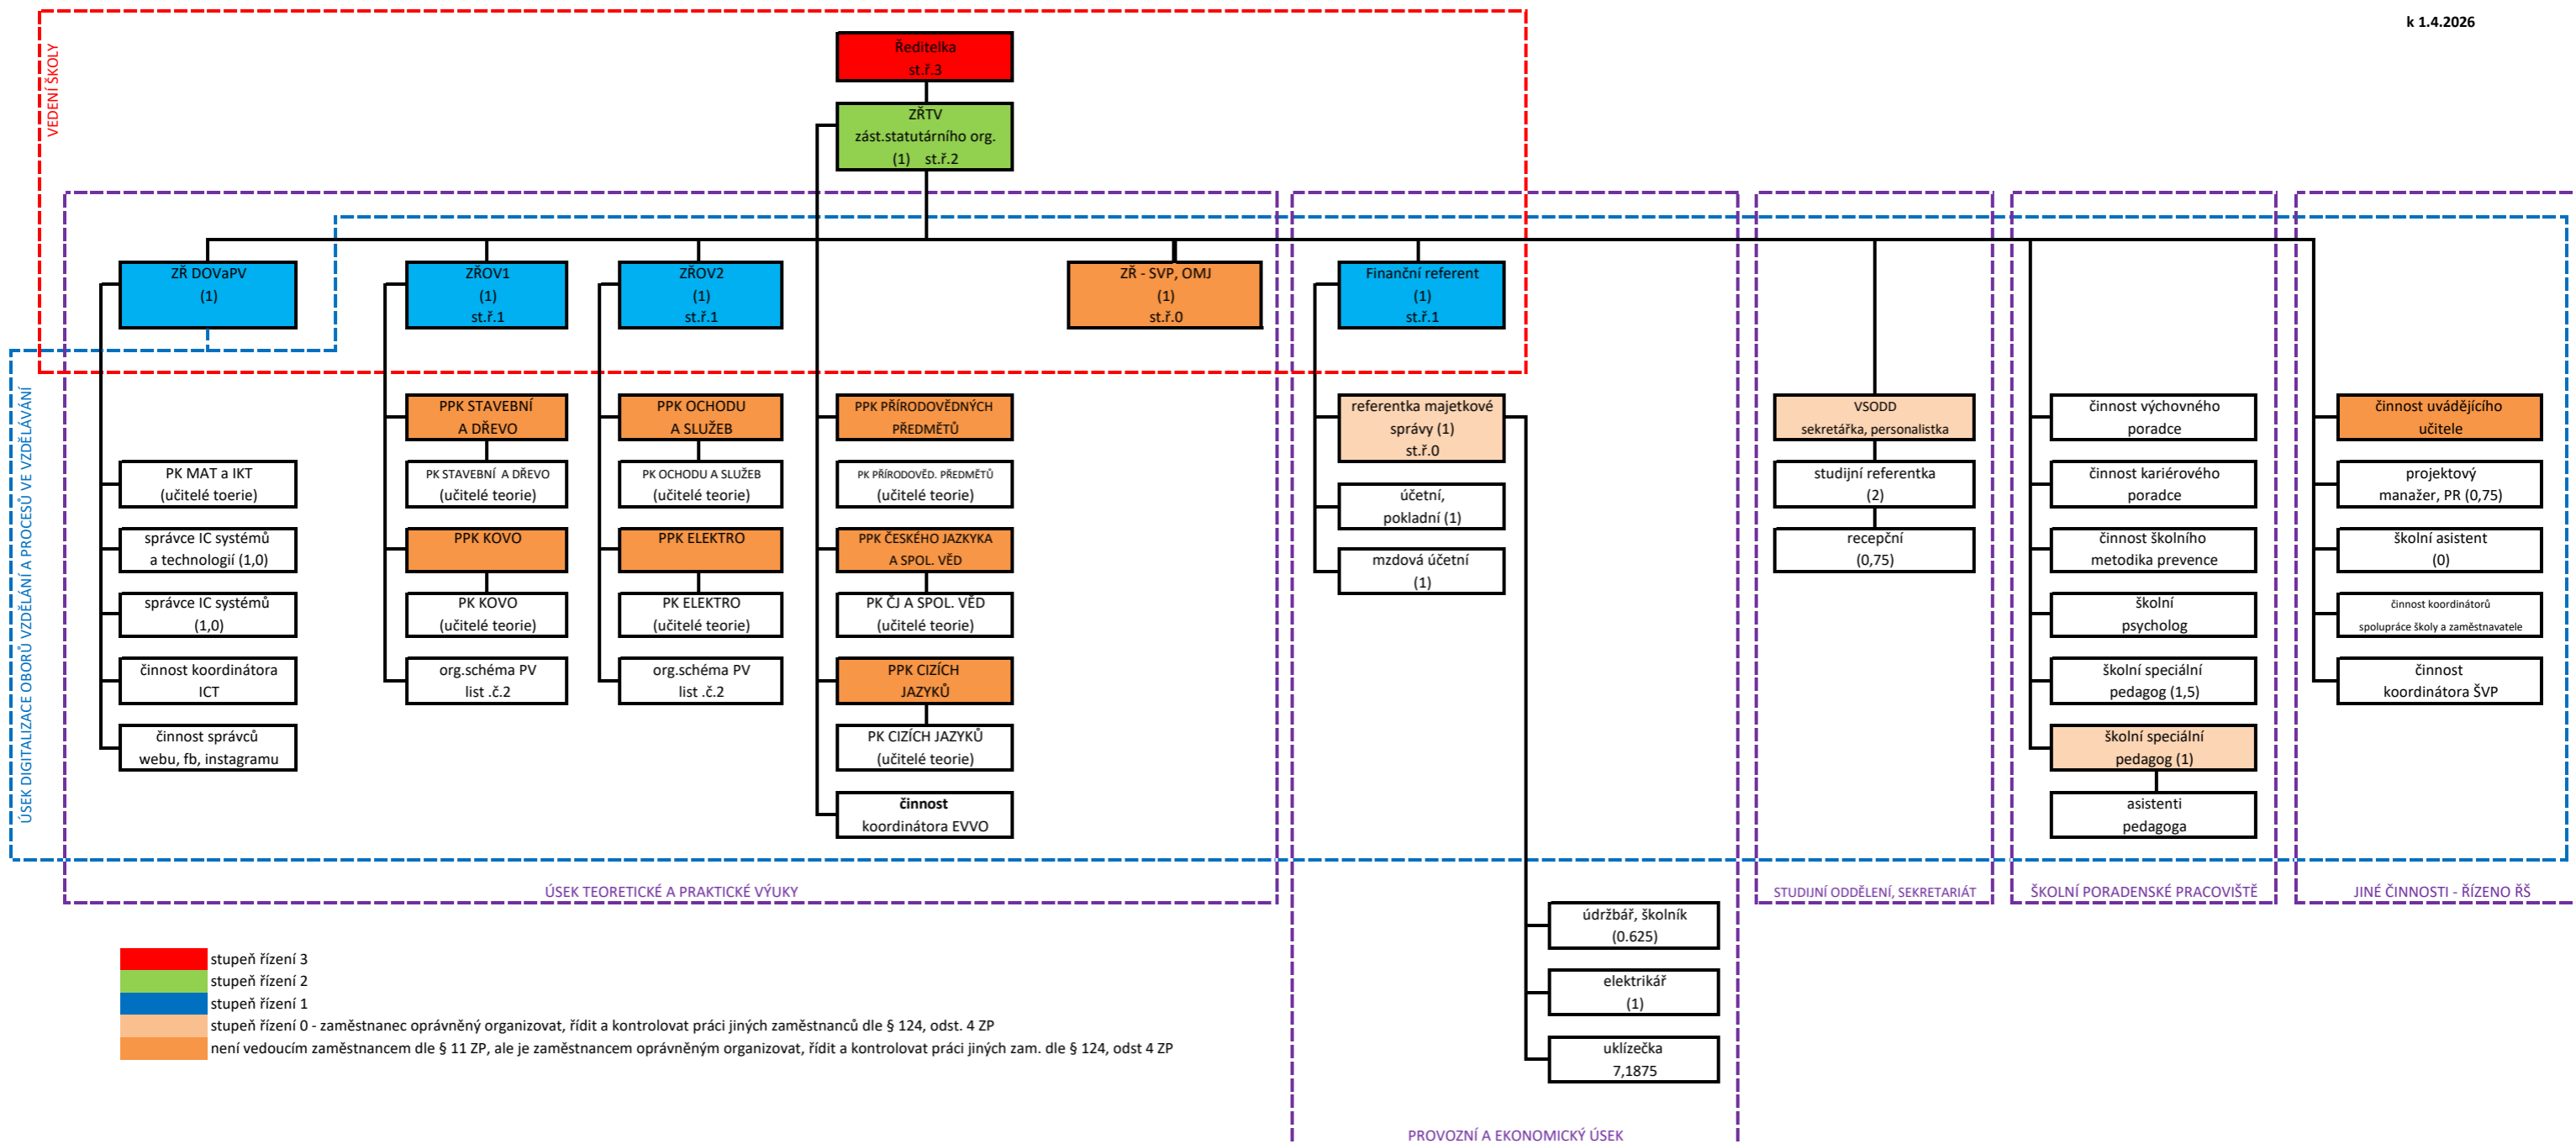 k 1.4.2026
VEDENÍ ŠKOLY
Ředitelka
st.ř.3
ZŘTV
zást.statutárního org.
(1) st.ř.2
ZŘ DOVaPV
(1)
ZŘOV1
(1)
st.ř.1
ZŘOV2
(1)
st.ř.1
ZŘ - SVP, OMJ
(1)
st.ř.0
Finanční referent
(1)
st.ř.1
ÚSEK DIGITALIZACE OBORŮ VZDĚLÁNÍ A PROCESŮ VE VZDĚLÁVÁNÍ
PK MAT a IKT
(učitelé toerie)
správce IC systémů
a technologií (1,0)
správce IC systémů
(1,0)
činnost koordinátora
ICT
činnost správců
webu, fb, instagramu
PPK STAVEBNÍ
A DŘEVO
PK STAVEBNÍ A DŘEVO
(učitelé teorie)
PPK KOVO
PK KOVO
(učitelé teorie)
org.schéma PV
list .č.2
PPK OCHODU
A SLUŽEB
PK OCHODU A SLUŽEB
(učitelé teorie)
PPK ELEKTRO
PK ELEKTRO
(učitelé teorie)
org.schéma PV
list .č.2
PPK PŘÍRODOVĚDNÝCH
PŘEDMĚTŮ
PK PŘÍRODOVĚD. PŘEDMĚTŮ
(učitelé teorie)
PPK ČESKÉHO JAZKYKA
A SPOL. VĚD
PK ČJ A SPOL. VĚD
(učitelé teorie)
PPK CIZÍCH
JAZYKŮ
PK CIZÍCH JAZYKŮ
(učitelé teorie)
činnost
koordinátora EVVO
referentka majetkové
správy (1)
st.ř.0
účetní,
pokladní (1)
mzdová účetní
(1)
VSODD
sekretářka, personalistka
studijní referentka
(2)
recepční
(0,75)
činnost výchovného
poradce
činnost kariérového
poradce
činnost školního
metodika prevence
školní
psycholog
školní speciální
pedagog (1,5)
školní speciální
pedagog (1)
asistenti
pedagoga
činnost uvádějícího
učitele
projektový
manažer, PR (0,75)
školní asistent
(0)
činnost koordinátorů
spolupráce školy a zaměstnavatele
činnost
koordinátora ŠVP
ÚSEK TEORETICKÉ A PRAKTICKÉ VÝUKY
STUDIJNÍ ODDĚLENÍ, SEKRETARIÁT
ŠKOLNÍ PORADENSKÉ PRACOVIŠTĚ
JINÉ ČINNOSTI - ŘÍZENO ŘŠ
údržbář, školník
(0.625)
elektrikář
(1)
uklízečka
7,1875
stupeň řízení 3
stupeň řízení 2
stupeň řízení 1
stupeň řízení 0 - zaměstnanec oprávněný organizovat, řídit a kontrolovat práci jiných zaměstnanců dle § 124, odst. 4 ZP
není vedoucím zaměstnancem dle § 11 ZP, ale je zaměstnancem oprávněným organizovat, řídit a kontrolovat práci jiných zam. dle § 124, odst 4 ZP
PROVOZNÍ A EKONOMICKÝ ÚSEK